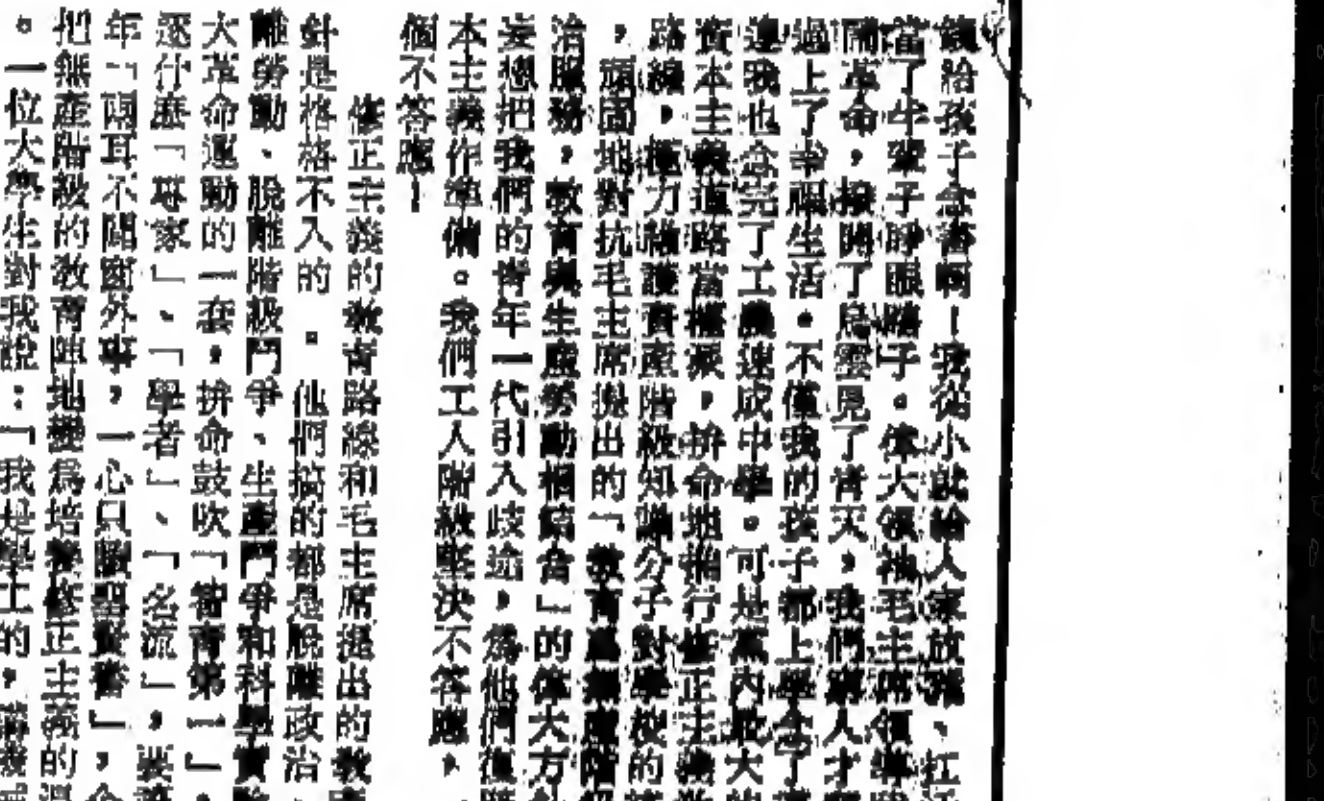 錢給孩子念書啊！我從小就給人家放豬、扛
當了半輩子睜眼瞎子。偉大領袖毛主席領導我
鬧革命，撥開了烏雲見了青天，我們窮人才
過上了幸福生活。不僅我的孩子都上學念了
連我也念完了工農速成中學。可是黨內最大的
資本主義道路當權派，拚命地推行修正主義教
路線，極力維護資產階級知識分子對學校的
，頑固地對抗毛主席提出的「教育為無產階級
治服務，教育與生產勞動相結合」的偉大方針
妄想把我們的青年一代引入歧途，為他們復辟
本主義作準備。我們工人階級堅決不答應，
個不答應！
修正主義的教育路線和毛主席提出的教育
針是格格不入的。他們搞的都是脫離政治、
離勞動、脫離階級鬥爭、生產鬥爭和科學實驗
大革命運動的一套，拚命鼓吹「智育第一」，
逐什麼「專家」、「學者」、「名流」，要
年「兩耳不聞窗外事，一心只讀聖賢書」，
把無產階級的教育陣地變為培養修正主義的
。一位大學生對我說：「我是學工的，